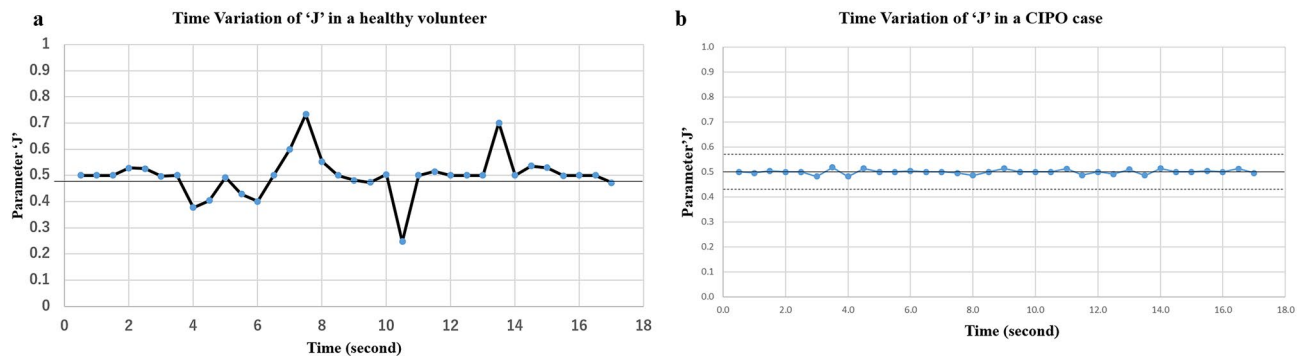 a
Time Variation of ‘J’ in a healthy volunteer
Parameter ‘J’
1
0.9
0.8
0.7
0.6
0.5
0.4
0.3
0.2
0.1
0
0 2 4 6 8 10 12 14 16 18
Time (second)
b
Time Variation of ‘J’ in a CIPO case
Parameter’J’
1.0
0.9
0.8
0.7
0.6
0.5
0.4
0.3
0.2
0.1
0.0
0.0 2.0 4.0 6.0 8.0 10.0 12.0 14.0 16.0 18.0
Time (second)